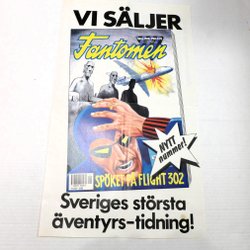 VI SÄLJER
Fantomen
NYTT
nummer!
SPÖKET PÅ FLIGHT 302
Sveriges största
äventyrs-tidning!